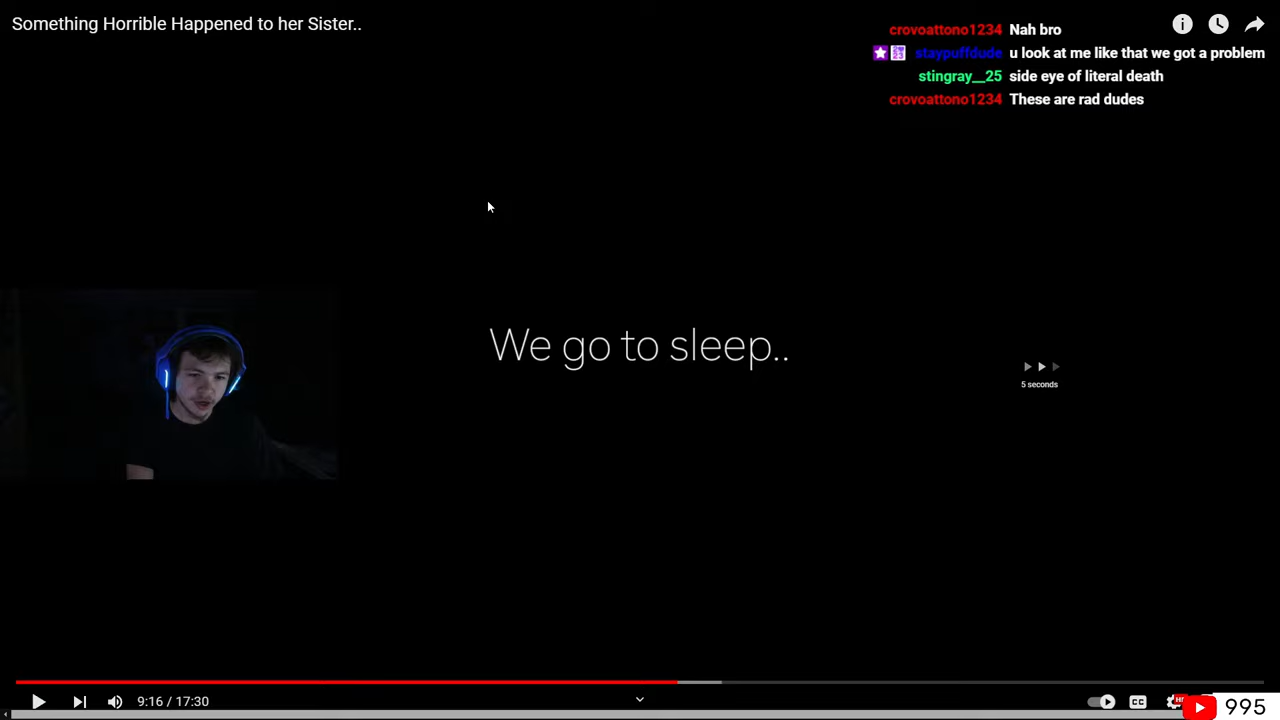 Something Horrible Happened to her Sister..
crovoattono1234 Nah bro
staypuffdude u look at me like that we got a problem
stingray__25 side eye of literal death
crovoattono1234 These are rad dudes
We go to sleep..
5 seconds
9:16 / 17:30
CC
995